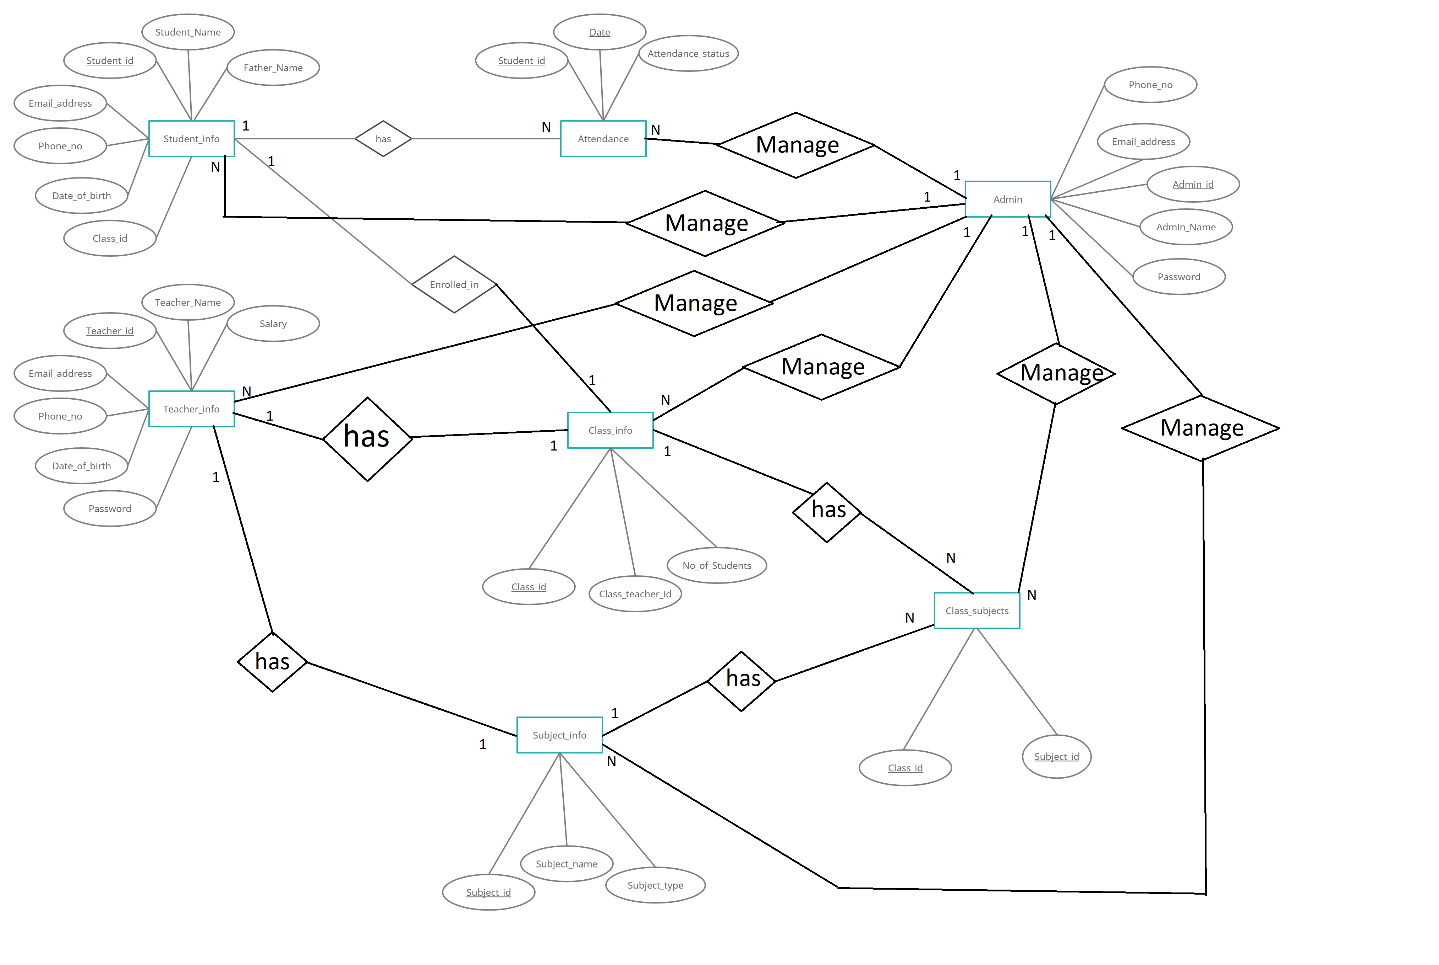 Student_Name
Date
Student_id
Father_Name
Student_id
Attendance_status
Phone_no
Email_address
Student_info
1
has
N
Attendance
N
Manage
Email_address
Phone_no
1
N
1
Admin
Admin_id
Date_of_birth
Manage
1
Admin_Name
Class_id
1
1
1
Password
Enrolled_in
Teacher_Name
Manage
Teacher_id
Salary
Email_address
N
1
Manage
Manage
Phone_no
Teacher_info
1
has
N
Manage
Class_info
1
1
Date_of_birth
1
Password
has
Class_id
Class_teacher_id
No_of_Students
N
N
Class_subjects
N
has
has
1
1
Subject_info
N
Class_id
Subject_id
Subject_id
Subject_name
Subject_type